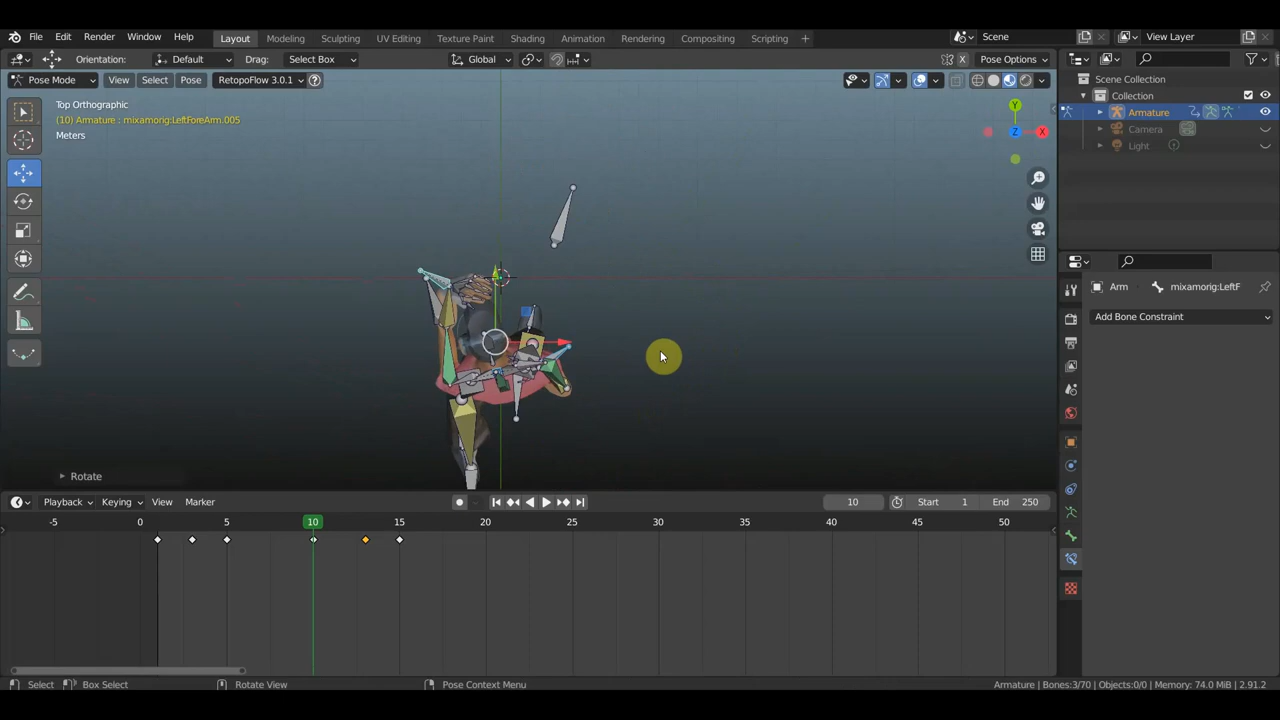 File Edit Render Window Help Layout Modeling Sculpting UV Editing Texture Paint Shading Animation Rendering Compositing Scripting + Scene View Layer
Orientation: Default Drag: Select Box Global Pose Options
Pose Mode View Select Pose RetopoFlow 3.0.1
Top Orthographic
(10) Armature : mixamorig:LeftForeArm.005
Meters
Y
Z X
Scene Collection
Collection
Armature
Camera
Light
Arm mixamorig:LeftF
Add Bone Constraint
Rotate
Playback Keying View Marker 10 Start 1 End 250
-5 0 5 10 15 20 25 30 35 40 45 50
Select Box Select Rotate View Pose Context Menu Armature | Bones:3/70 | Objects:0/0 | Memory: 74.0 MiB | 2.91.2